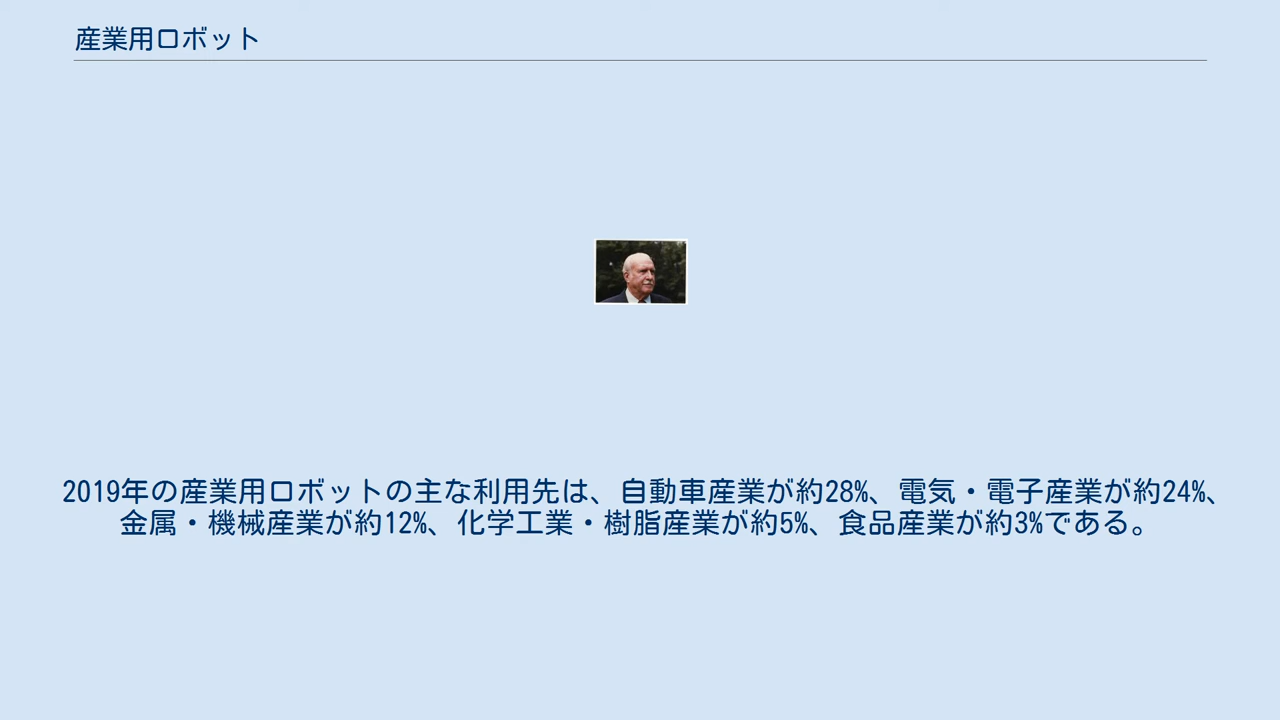 産業用ロボット
2019年の産業用ロボットの主な利用先は、自動車産業が約28%、電気・電子産業が約24%、
金属・機械産業が約12%、化学工業・樹脂産業が約5%、食品産業が約3%である。